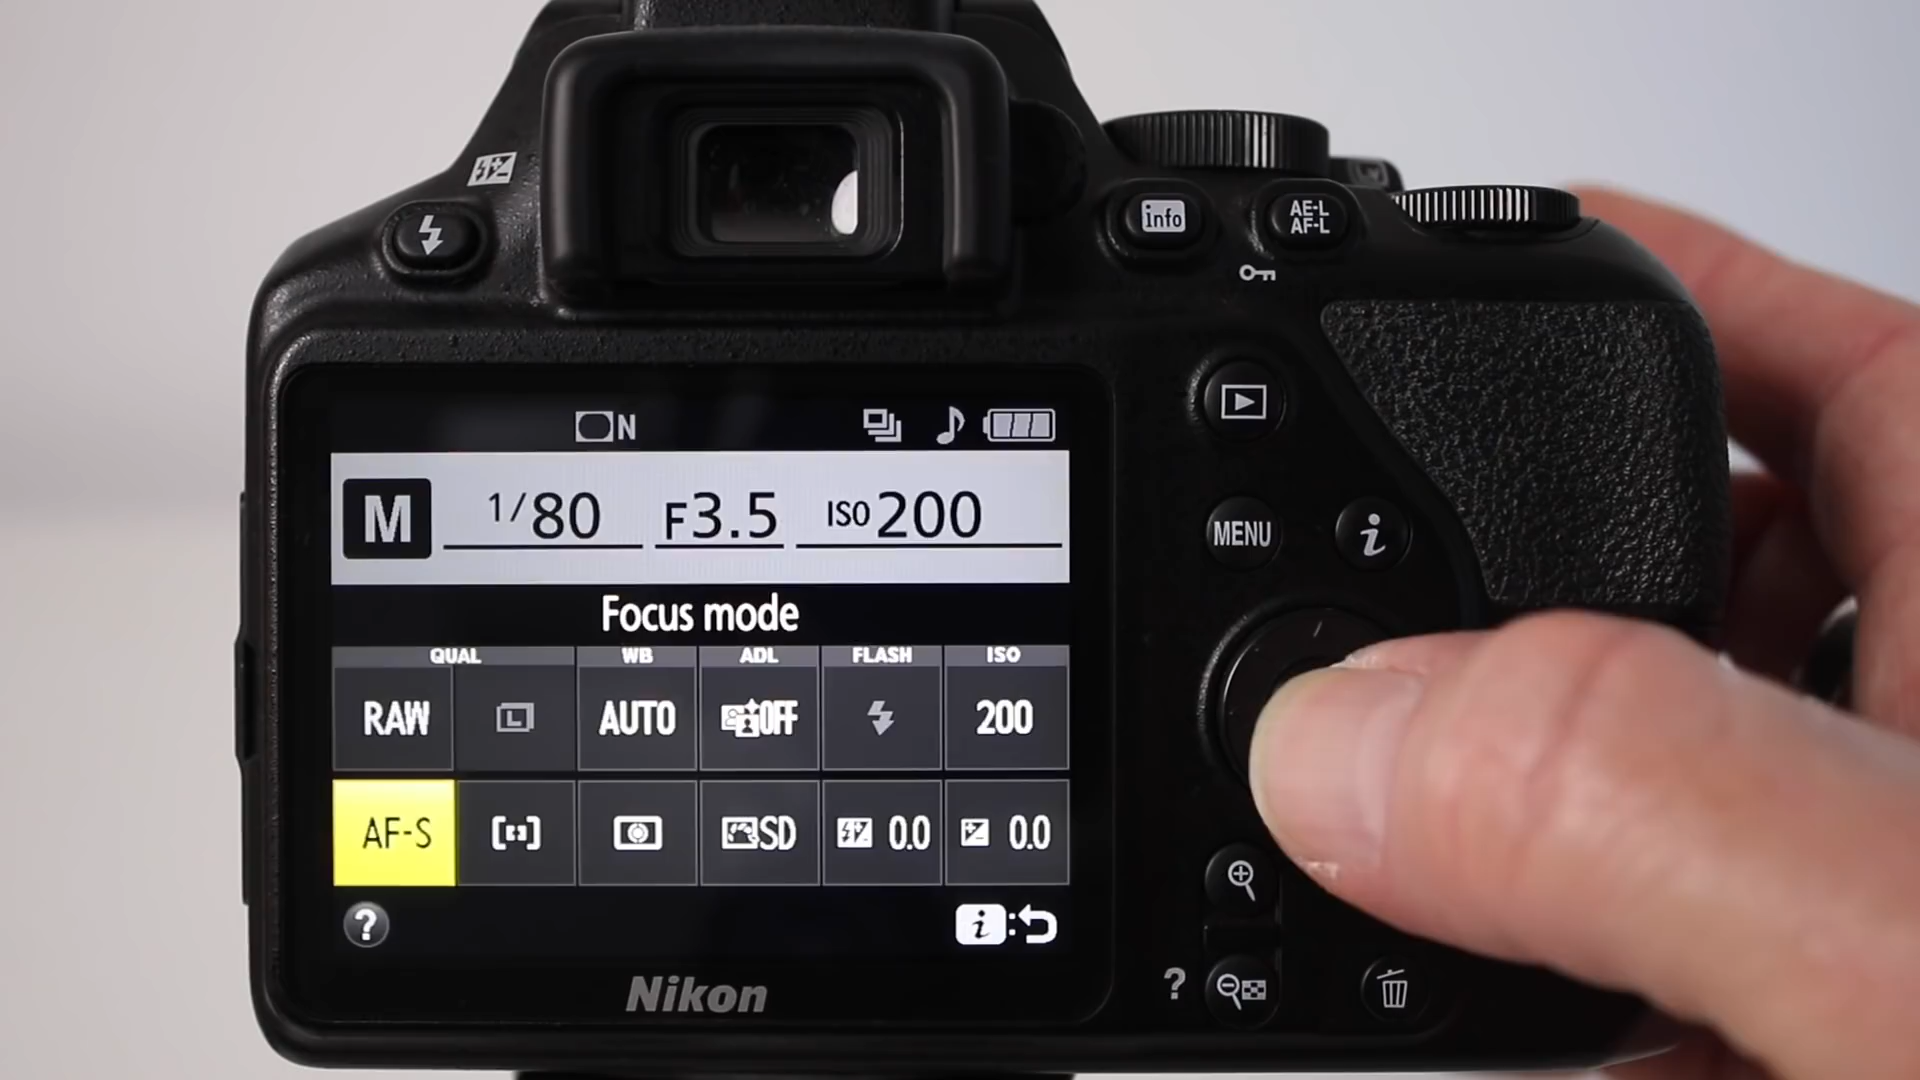 info
AE-L
AF-L
N
M 1/80 F3.5 ISO 200
Focus mode
QUAL WB ADL FLASH ISO
RAW L AUTO OFF 200
AF-S SD 0.0 0.0
? i:
MENU i
Nikon
?